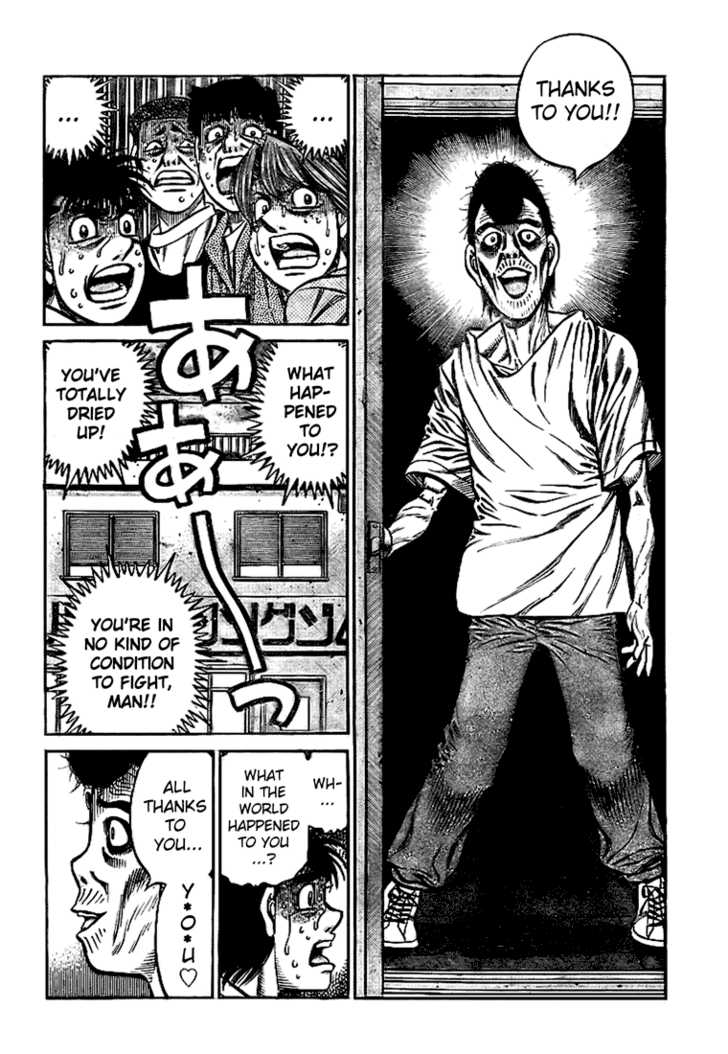 THANKS
TO YOU!!
...
...
ああーっ
WHAT
HAP-
PENED
TO
YOU!?
YOU'VE
TOTALLY
DRIED
UP!
YOU'RE IN
NO KIND OF
CONDITION
TO FIGHT,
MAN!!
WH-
...
WHAT
IN THE
WORLD
HAPPENED
TO YOU
...?
ALL
THANKS
TO
YOU...
Y*O*U♡